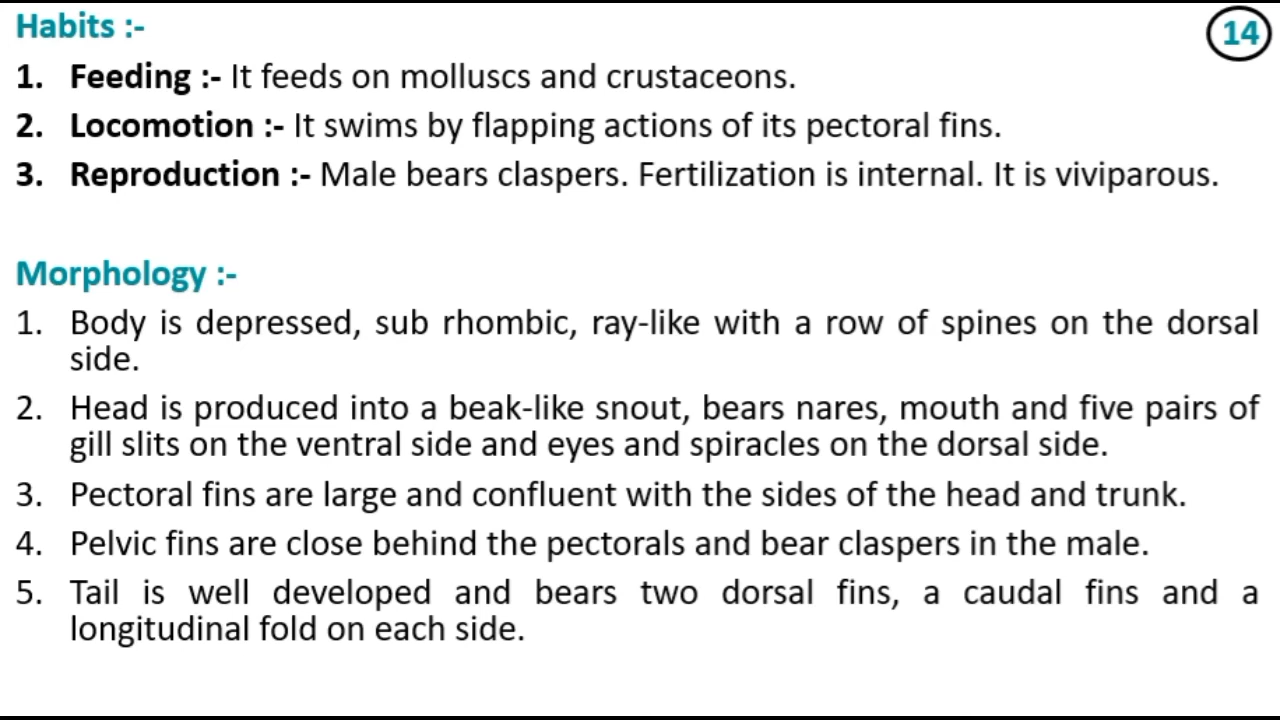 Habits :-
14
1. Feeding :- It feeds on molluscs and crustaceons.
2. Locomotion :- It swims by flapping actions of its pectoral fins.
3. Reproduction :- Male bears claspers. Fertilization is internal. It is viviparous.
Morphology :-
1. Body is depressed, sub rhombic, ray-like with a row of spines on the dorsal
side.
2. Head is produced into a beak-like snout, bears nares, mouth and five pairs of
gill slits on the ventral side and eyes and spiracles on the dorsal side.
3. Pectoral fins are large and confluent with the sides of the head and trunk.
4. Pelvic fins are close behind the pectorals and bear claspers in the male.
5. Tail is well developed and bears two dorsal fins, a caudal fins and a
longitudinal fold on each side.